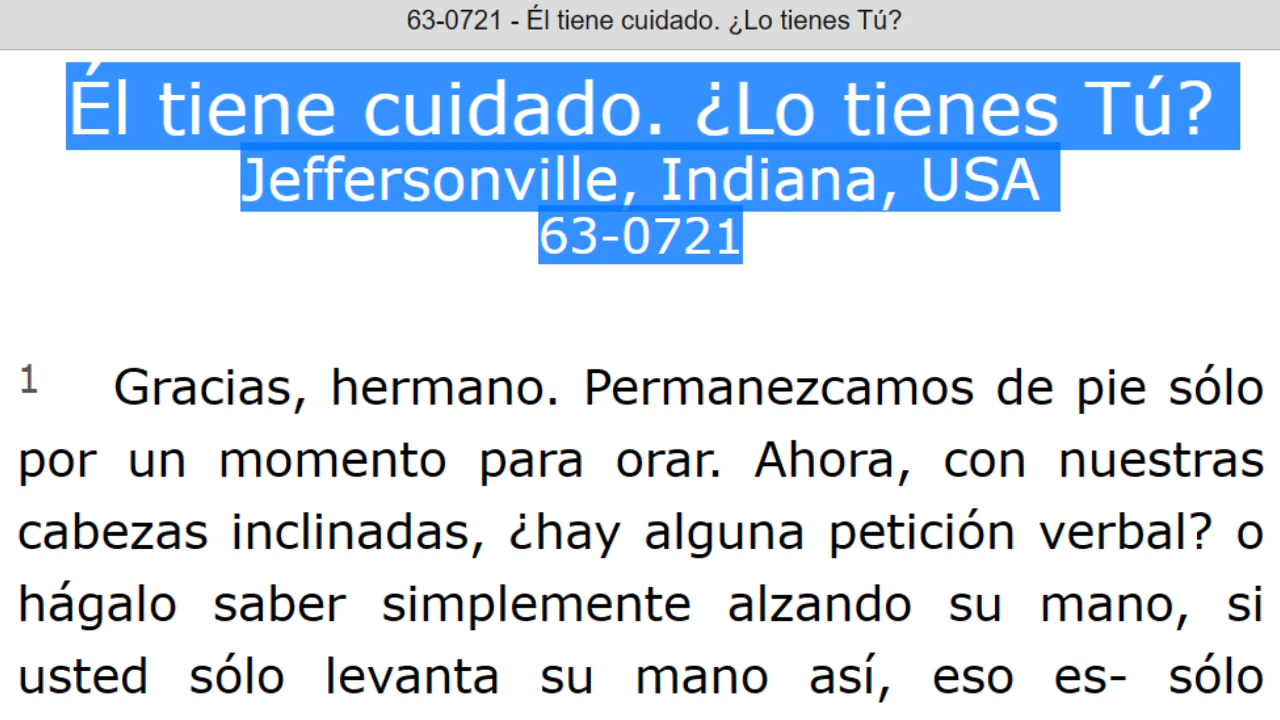 63-0721 - Él tiene cuidado. ¿Lo tienes Tú?
Él tiene cuidado. ¿Lo tienes Tú?
Jeffersonville, Indiana, USA
63-0721
1 Gracias, hermano. Permanezcamos de pie sólo
por un momento para orar. Ahora, con nuestras
cabezas inclinadas, ¿hay alguna petición verbal? o
hágalo saber simplemente alzando su mano, si
usted sólo levanta su mano así, eso es- sólo